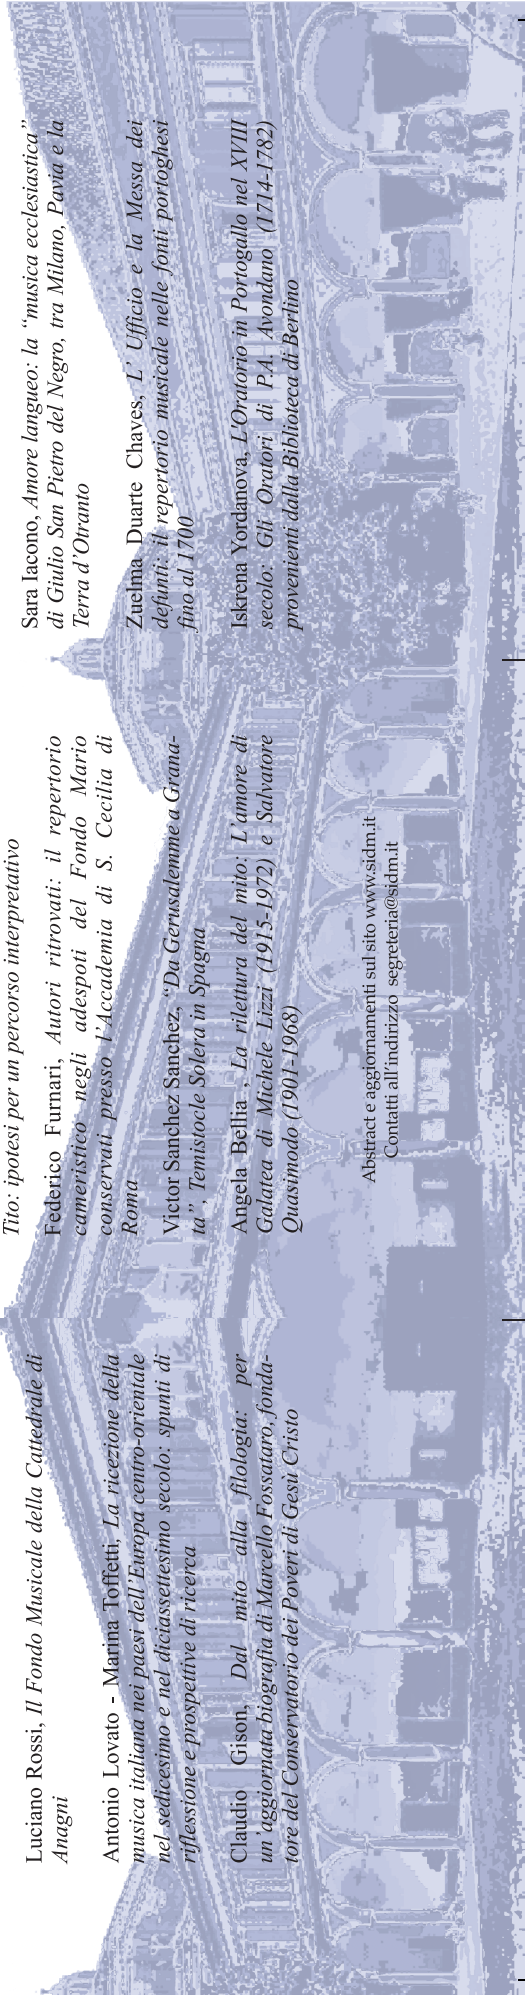 Luciano Rossi, Il Fondo Musicale della Cattedrale di
Anagni
Antonio Lovato - Marina Toffetti, La ricezione della
musica italiana nei paesi dell'Europa centro-orientale
nel sedicesimo e nel diciassettesimo secolo: spunti di
riflessione e prospettive di ricerca
Claudio Gison, Dal mito alla filologia: per
un'aggiornata biografia di Marcello Fossataro, fonda-
tore del Conservatorio dei Poveri di Gesù Cristo
Tito: ipotesi per un percorso interpretativo
Federico Furnari, Autori ritrovati: il repertorio
cameristico negli adespoti del Fondo Mario
conservati presso l'Accademia di S. Cecilia di
Roma
Victor Sanchez Sanchez, “Da Gerusalemme a Grana-
ta”, Temistocle Solera in Spagna
Angela Bellia , La rilettura del mito: L'amore di
Galatea di Michele Lizzi (1915-1972) e Salvatore
Quasimodo (1901-1968)
Abstract e aggiornamenti sul sito www.sidm.it
Contatti all'indirizzo segreteria@sidm.it
Sara Iacono, Amore langueo: la “musica ecclesiastica”
di Giulio San Pietro del Negro, tra Milano, Pavia e la
Terra d'Otranto
Zuelma Duarte Chaves, L' Ufficio e la Messa dei
defunti: il repertorio musicale nelle fonti portoghesi
fino al 1700
Iskrena Yordanova, L'Oratorio in Portogallo nel XVIII
secolo: Gli Oratori di P.A. Avondano (1714-1782)
provenienti dalla Biblioteca di Berlino